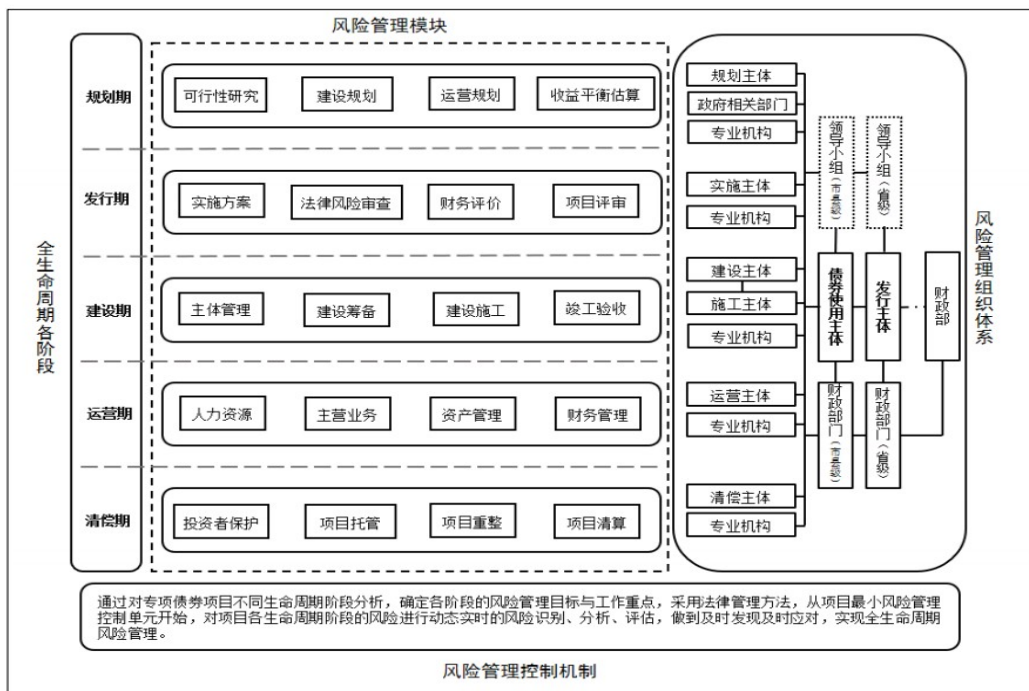 风险管理模块
全生命周期各阶段
规划期
可行性研究
建设规划
运营规划
收益平衡估算
发行期
实施方案
法律风险审查
财务评价
项目评审
建设期
主体管理
建设筹备
建设施工
竣工验收
运营期
人力资源
主营业务
资产管理
财务管理
清偿期
投资者保护
项目托管
项目重整
项目清算
规划主体
政府相关部门
专业机构
实施主体
专业机构
建设主体
施工主体
专业机构
运营主体
专业机构
清偿主体
专业机构
领导小组（市县级）
领导小组（省级）
债券使用主体
发行主体
财政部
财政部门（市县级）
财政部门（省级）
风险管理组织体系
通过对专项债券项目不同生命周期阶段分析，确定各阶段的风险管理目标与工作重点，采用法律管理方法，从项目最小风险管理
控制单元开始，对项目各生命周期阶段的风险进行动态实时的风险识别、分析、评估，做到及时发现及时应对，实现全生命周期
风险管理。
风险管理控制机制